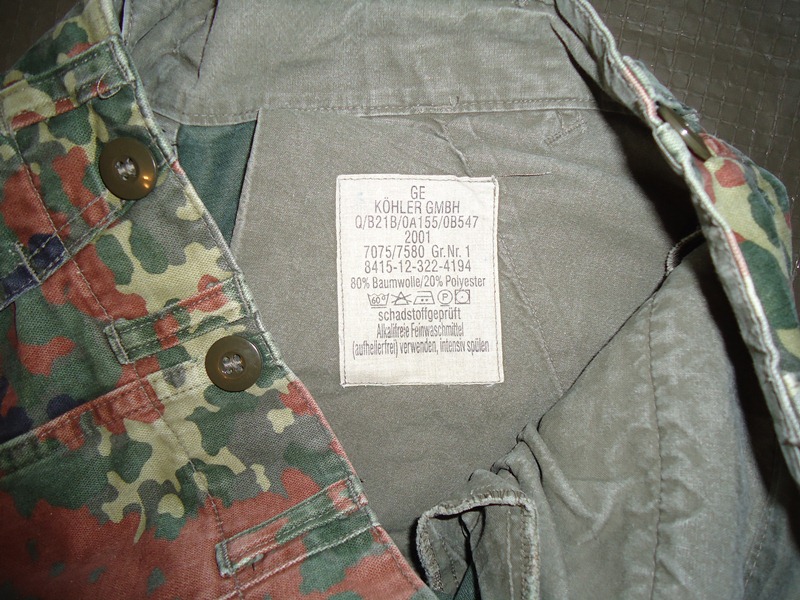 GE
KÖHLER GMBH
Q/B21B/0A155/0B547
2001
7075/7580 Gr.Nr. 1
8415-12-322-4194
80% Baumwolle/20% Polyester
60° P
schadstoffgeprüft
Alkalifreie Feinwaschmittel
(aufhellerfrei) verwenden, intensiv spülen